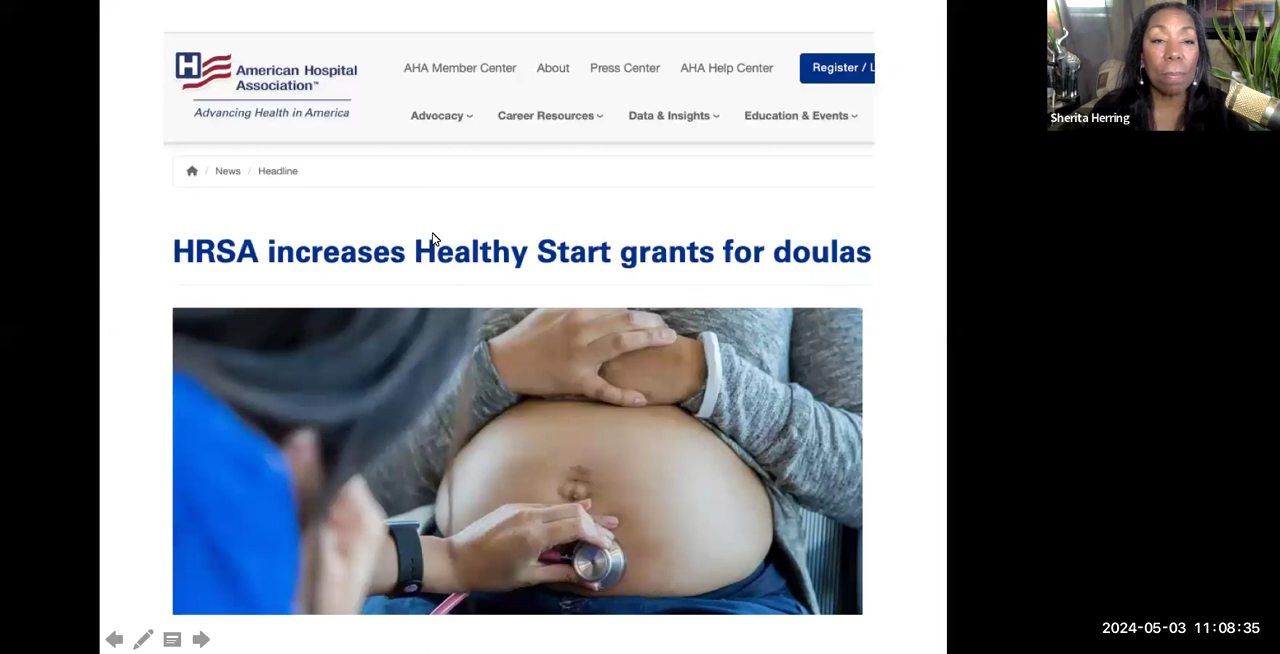 American Hospital
Association™
Advancing Health in America
AHA Member Center About Press Center AHA Help Center Register / L
Advocacy Career Resources Data & Insights Education & Events
/ News / Headline
HRSA increases Healthy Start grants for doulas
Sherita Herring
2024-05-03 11:08:35